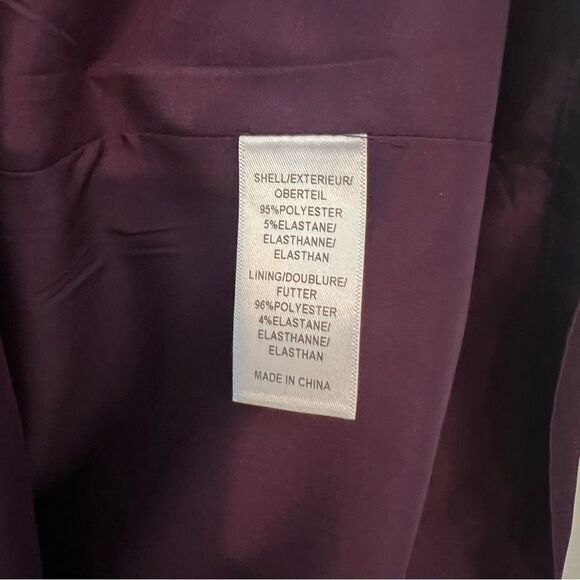 SHELL/EXTERIEUR/
OBERTEIL
95%POLYESTER
5%ELASTANE/
ELASTHANNE/
ELASTHAN
LINING/DOUBLURE/
FUTTER
96%POLYESTER
4%ELASTANE/
ELASTHANNE/
ELASTHAN
MADE IN CHINA